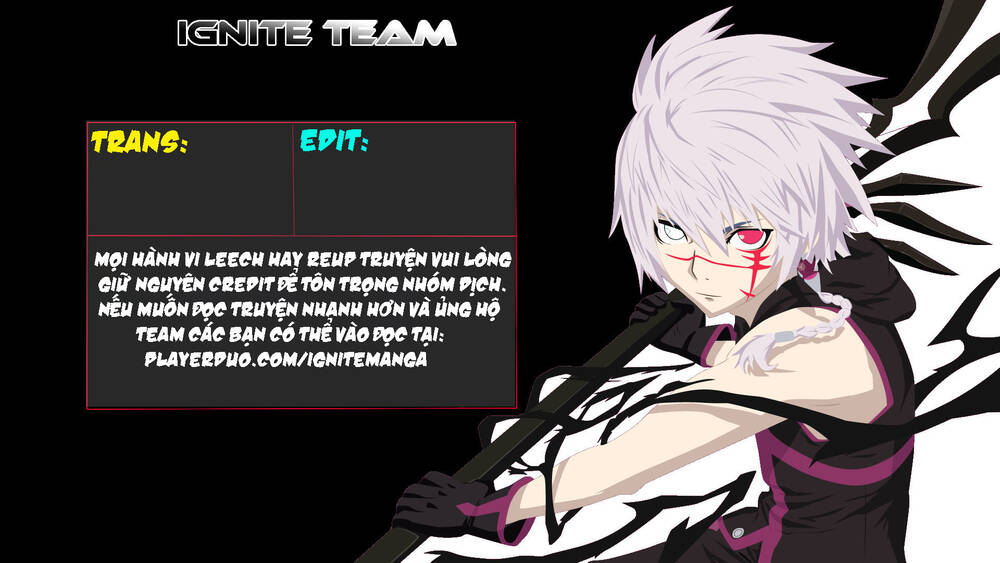 IGNITE TEAM
TRANS:
EDIT:
MỌI HÀNH VI LEECH HAY REUP TRUYỆN VUI LÒNG
GIỮ NGUYÊN CREDIT ĐỂ TÔN TRỌNG NHÓM DỊCH.
NẾU MUỐN ĐỌC TRUYỆN NHANH HƠN VÀ ỦNG HỘ
TEAM CÁC BẠN CÓ THỂ VÀO ĐỌC TẠI:
PLAYERDUO.COM/IGNITEMANGA